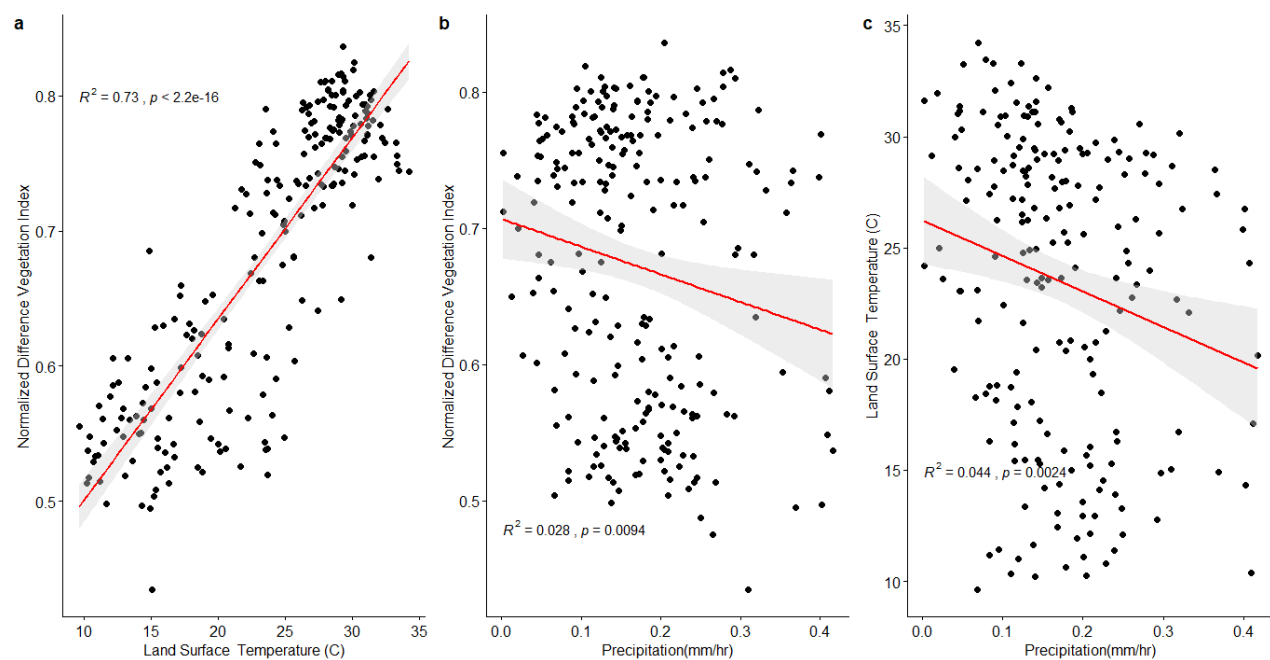 a
R² = 0.73 , p < 2.2e-16
0.8
0.7
0.6
0.5
10 15 20 25 30 35
Land Surface Temperature (C)
Normalized Difference Vegetation Index
b
R² = 0.028 , p = 0.0094
0.8
0.7
0.6
0.5
0.0 0.1 0.2 0.3 0.4
Precipitation(mm/hr)
Normalized Difference Vegetation Index
c
R² = 0.044 , p = 0.0024
35
30
25
20
15
10
0.0 0.1 0.2 0.3 0.4
Precipitation(mm/hr)
Land Surface Temperature (C)